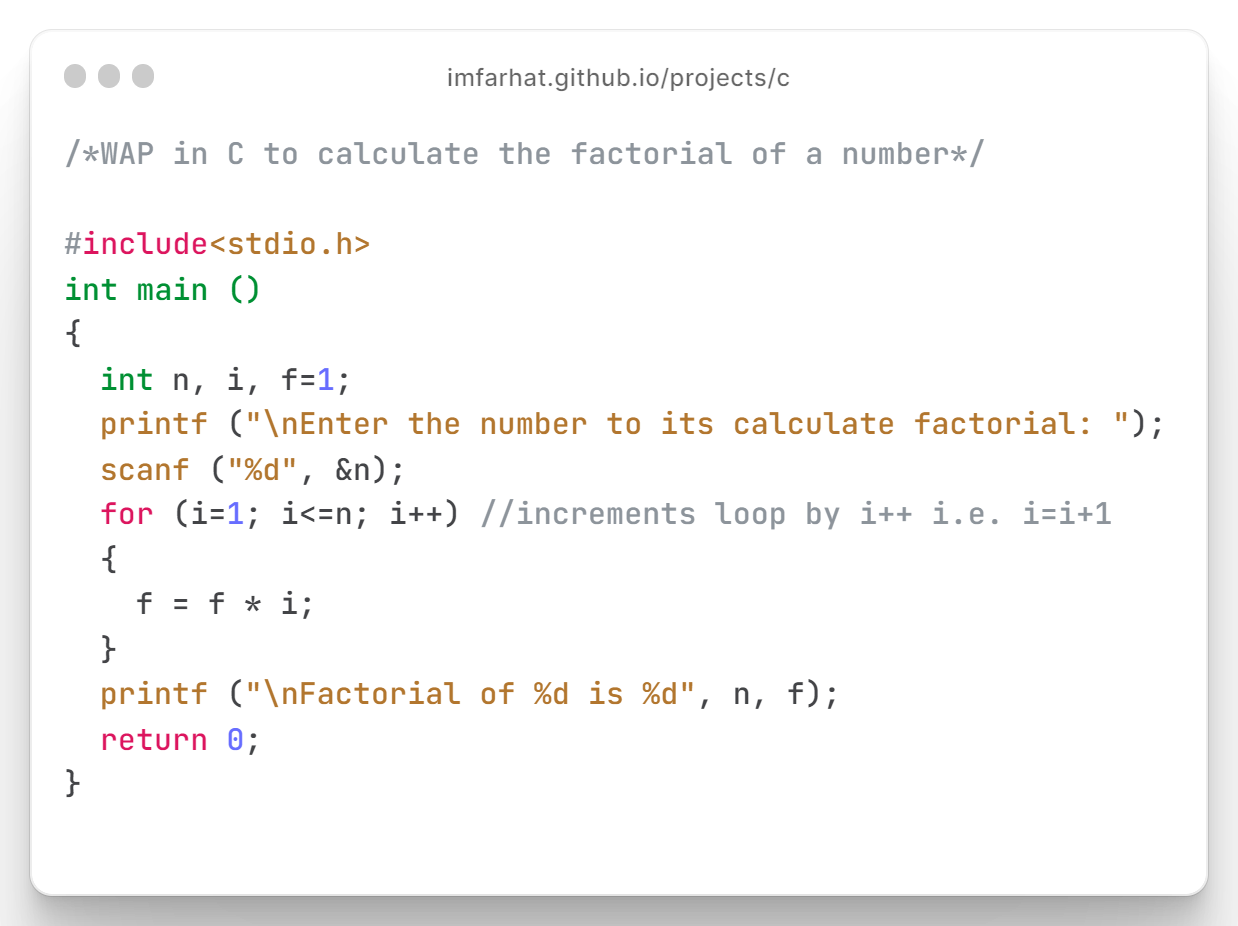 imfarhat.github.io/projects/c
/*WAP in C to calculate the factorial of a number*/
#include<stdio.h>
int main ()
{
  int n, i, f=1;
  printf ("\nEnter the number to its calculate factorial: ");
  scanf ("%d", &n);
  for (i=1; i<=n; i++) //increments loop by i++ i.e. i=i+1
  {
    f = f * i;
  }
  printf ("\nFactorial of %d is %d", n, f);
  return 0;
}